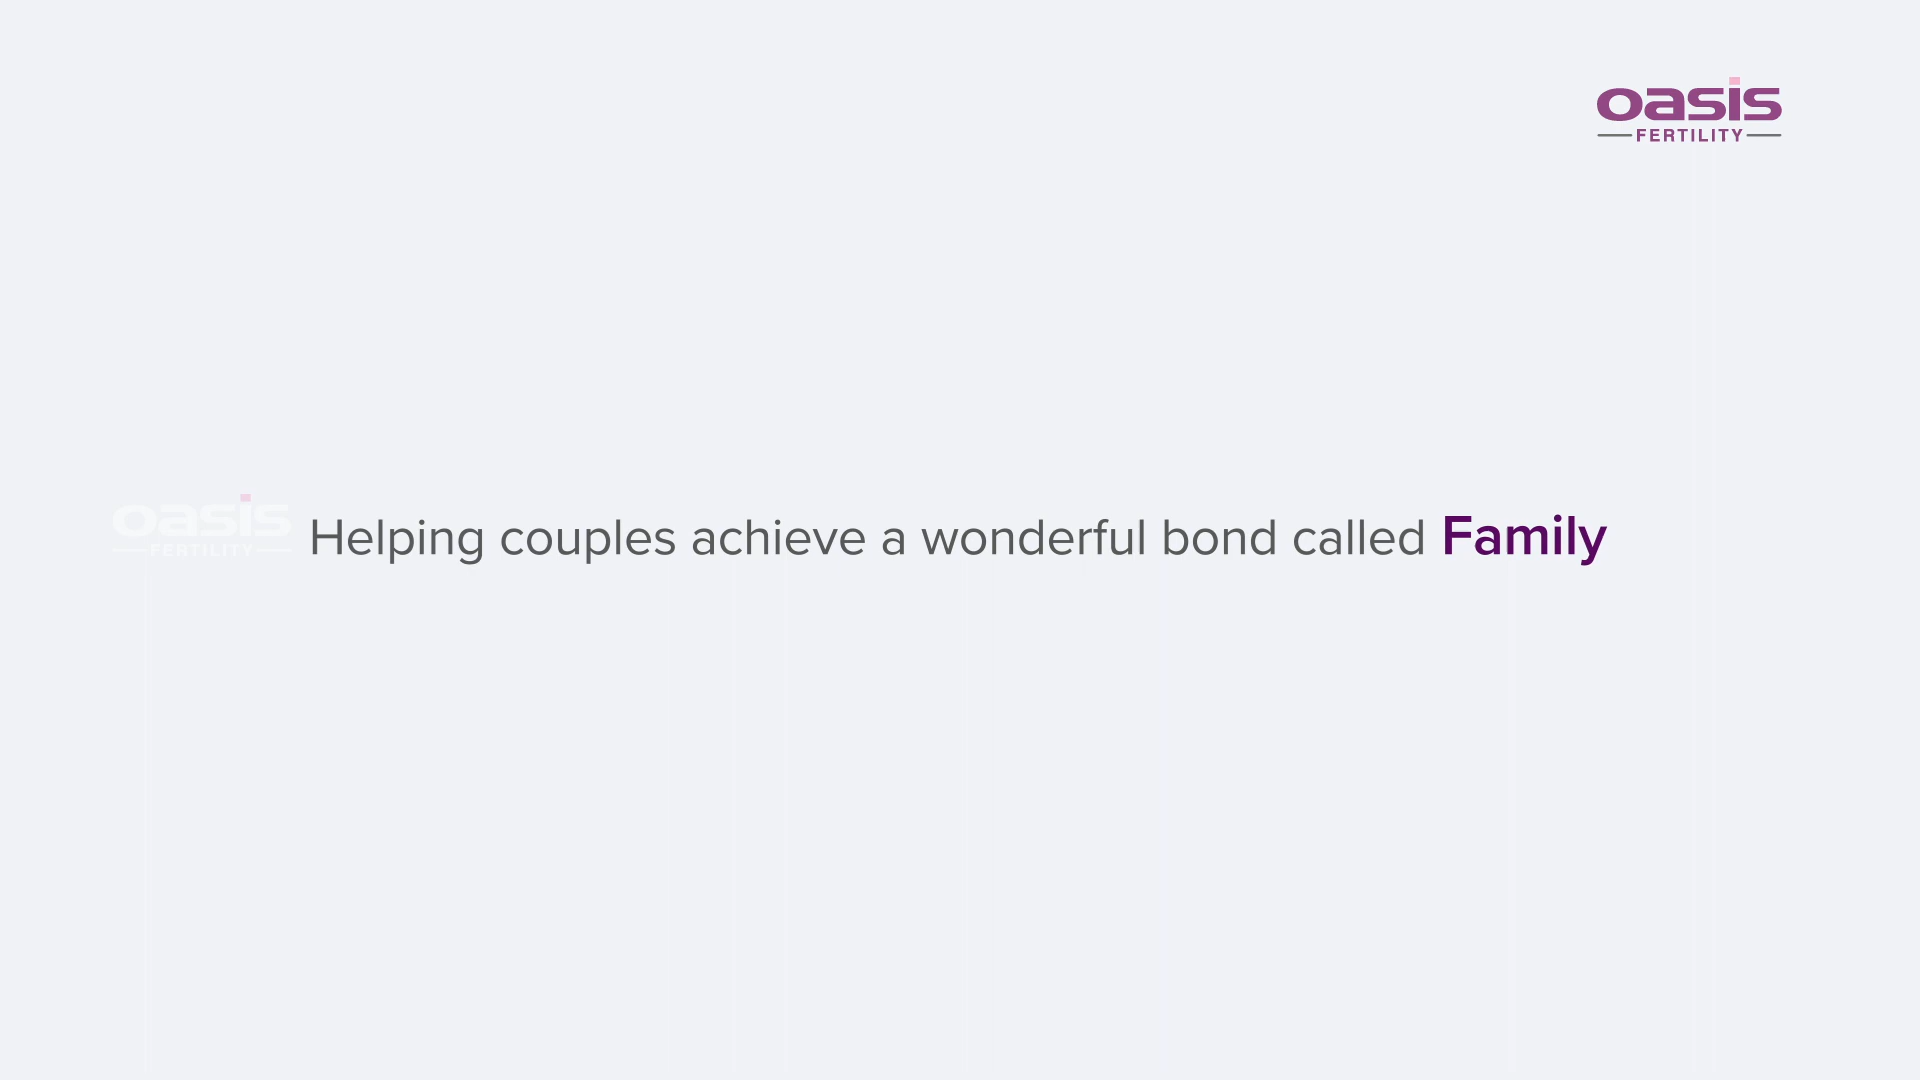 oasis
FERTILITY
oasis
FERTILITY
Helping couples achieve a wonderful bond called Family